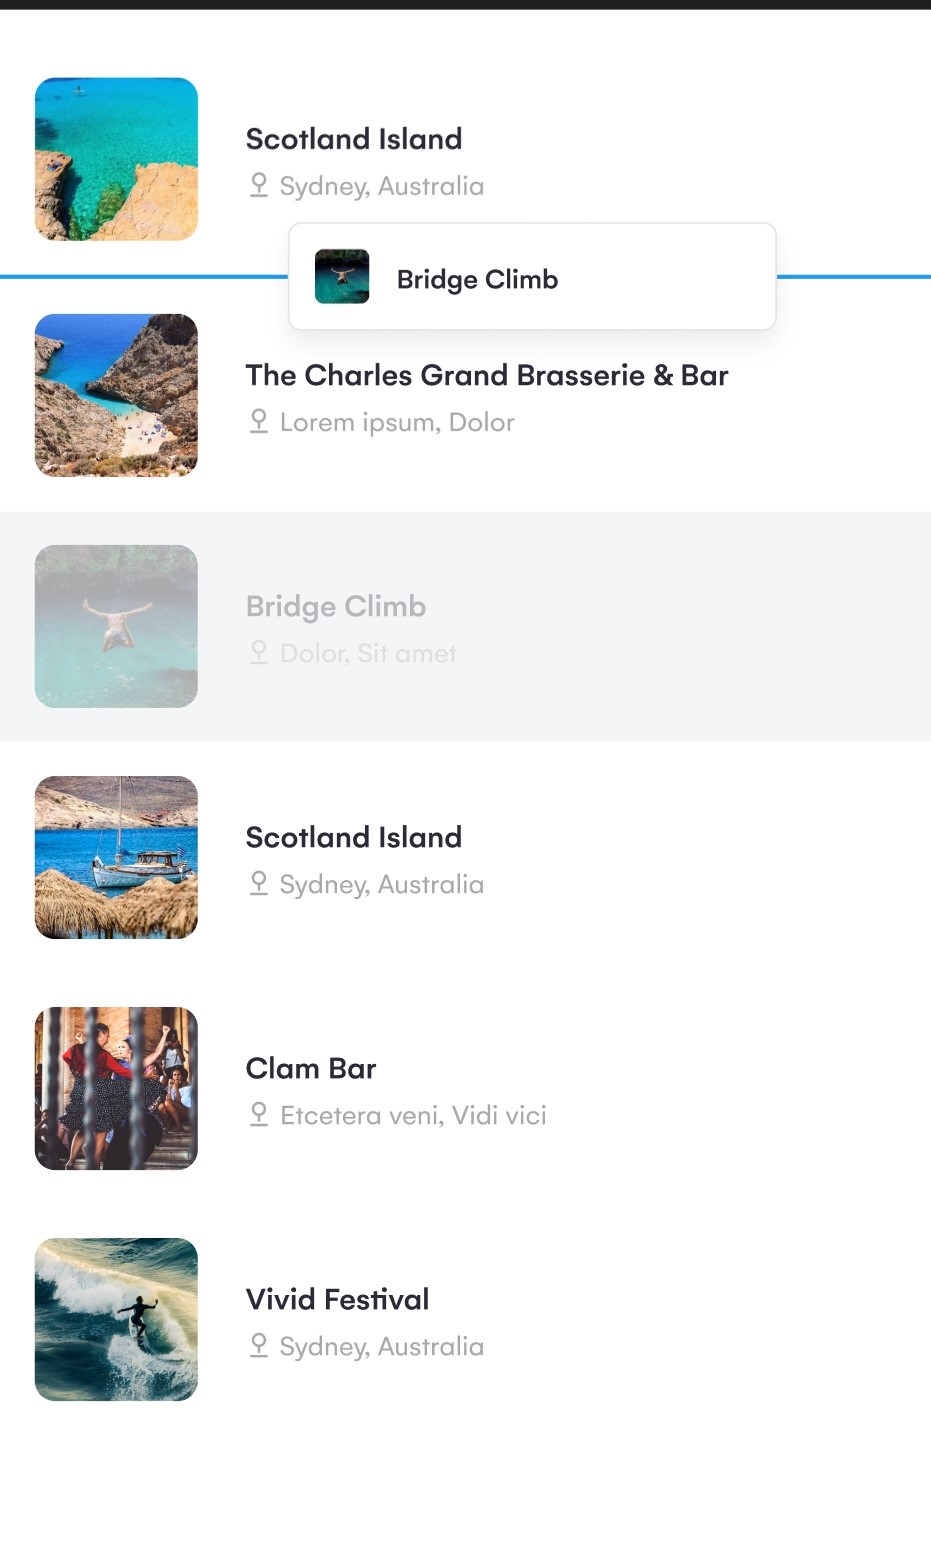 Scotland Island
Sydney, Australia
Bridge Climb
The Charles Grand Brasserie & Bar
Lorem ipsum, Dolor
Bridge Climb
Dolor, Sit amet
Scotland Island
Sydney, Australia
Clam Bar
Etcetera veni, Vidi vici
Vivid Festival
Sydney, Australia